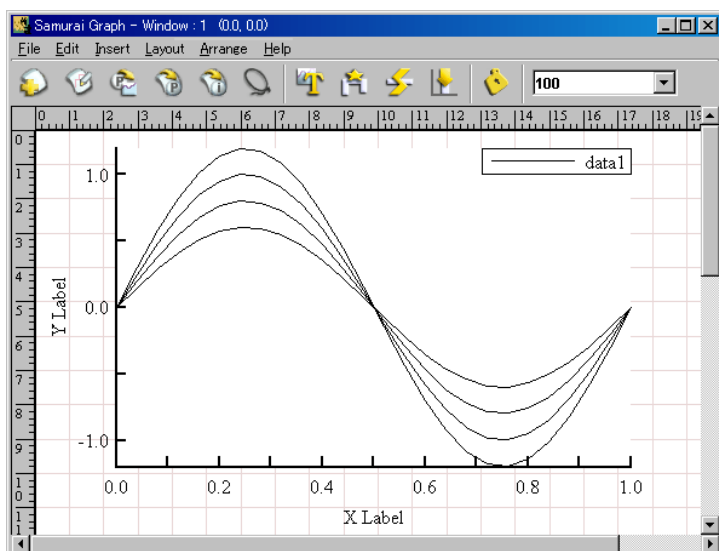 Samurai Graph - Window : 1 (0.0, 0.0)
File Edit Insert Layout Arrange Help
P P i T 100
0 1 2 3 4 5 6 7 8 9 10 11 12 13 14 15 16 17 18 19
0
1
2
3
4
5
6
7
8
9
10
11
data1
1.0
0.0
-1.0
Y Label
0.0 0.2 0.4 0.6 0.8 1.0
X Label